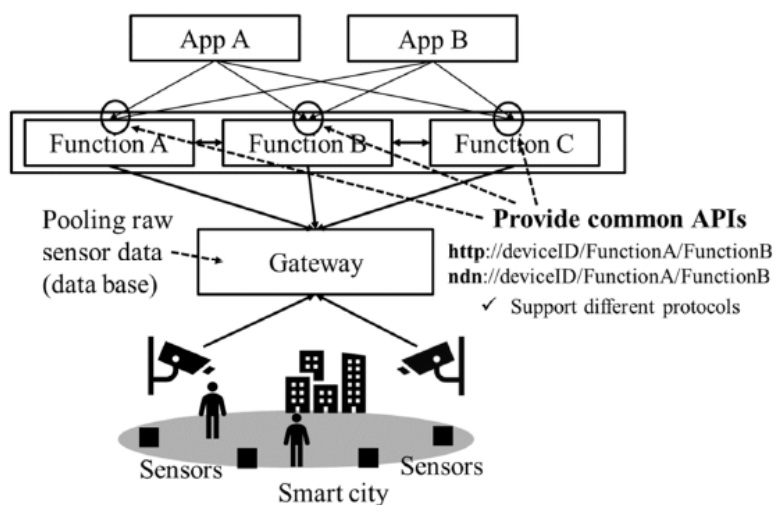 App A
App B
Function A
Function B
Function C
Pooling raw
sensor data
(data base)
Gateway
Provide common APIs
http://deviceID/FunctionA/FunctionB
ndn://deviceID/FunctionA/FunctionB
✓ Support different protocols
Sensors
Sensors
Smart city